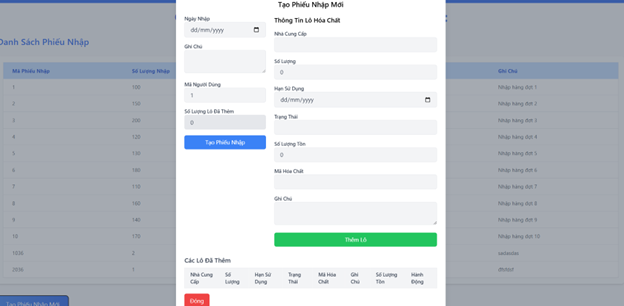 Tạo Phiếu Nhập Mới
Danh Sách Phiếu Nhập
Ngày Nhập
dd/mm/yyyy
Ghi Chú
Mã Người Dùng
1
Số Lượng Lô Đã Thêm
0
Tạo Phiếu Nhập
Thông Tin Lô Hóa Chất
Nhà Cung Cấp
Số Lượng
0
Hạn Sử Dụng
dd/mm/yyyy
Trạng Thái
Số Lượng Tồn
0
Mã Hóa Chất
Ghi Chú
Thêm Lô
Các Lô Đã Thêm
Nhà Cung Cấp Số Lượng Hạn Sử Dụng Trạng Thái Mã Hóa Chất Ghi Chú Số Lượng Tồn Hành Động
Đóng
Mã Phiếu Nhập Số Lượng Nhập Ghi Chú
1 100 Nhập hàng đợt 1
2 150 Nhập hàng đợt 2
3 200 Nhập hàng đợt 3
4 120 Nhập hàng đợt 4
5 130 Nhập hàng đợt 5
6 180 Nhập hàng đợt 6
7 110 Nhập hàng đợt 7
8 160 Nhập hàng đợt 8
9 140 Nhập hàng đợt 9
10 170 Nhập hàng đợt 10
1036 2 sadasdas
2036 1
Tạo Phiếu Nhập Mới